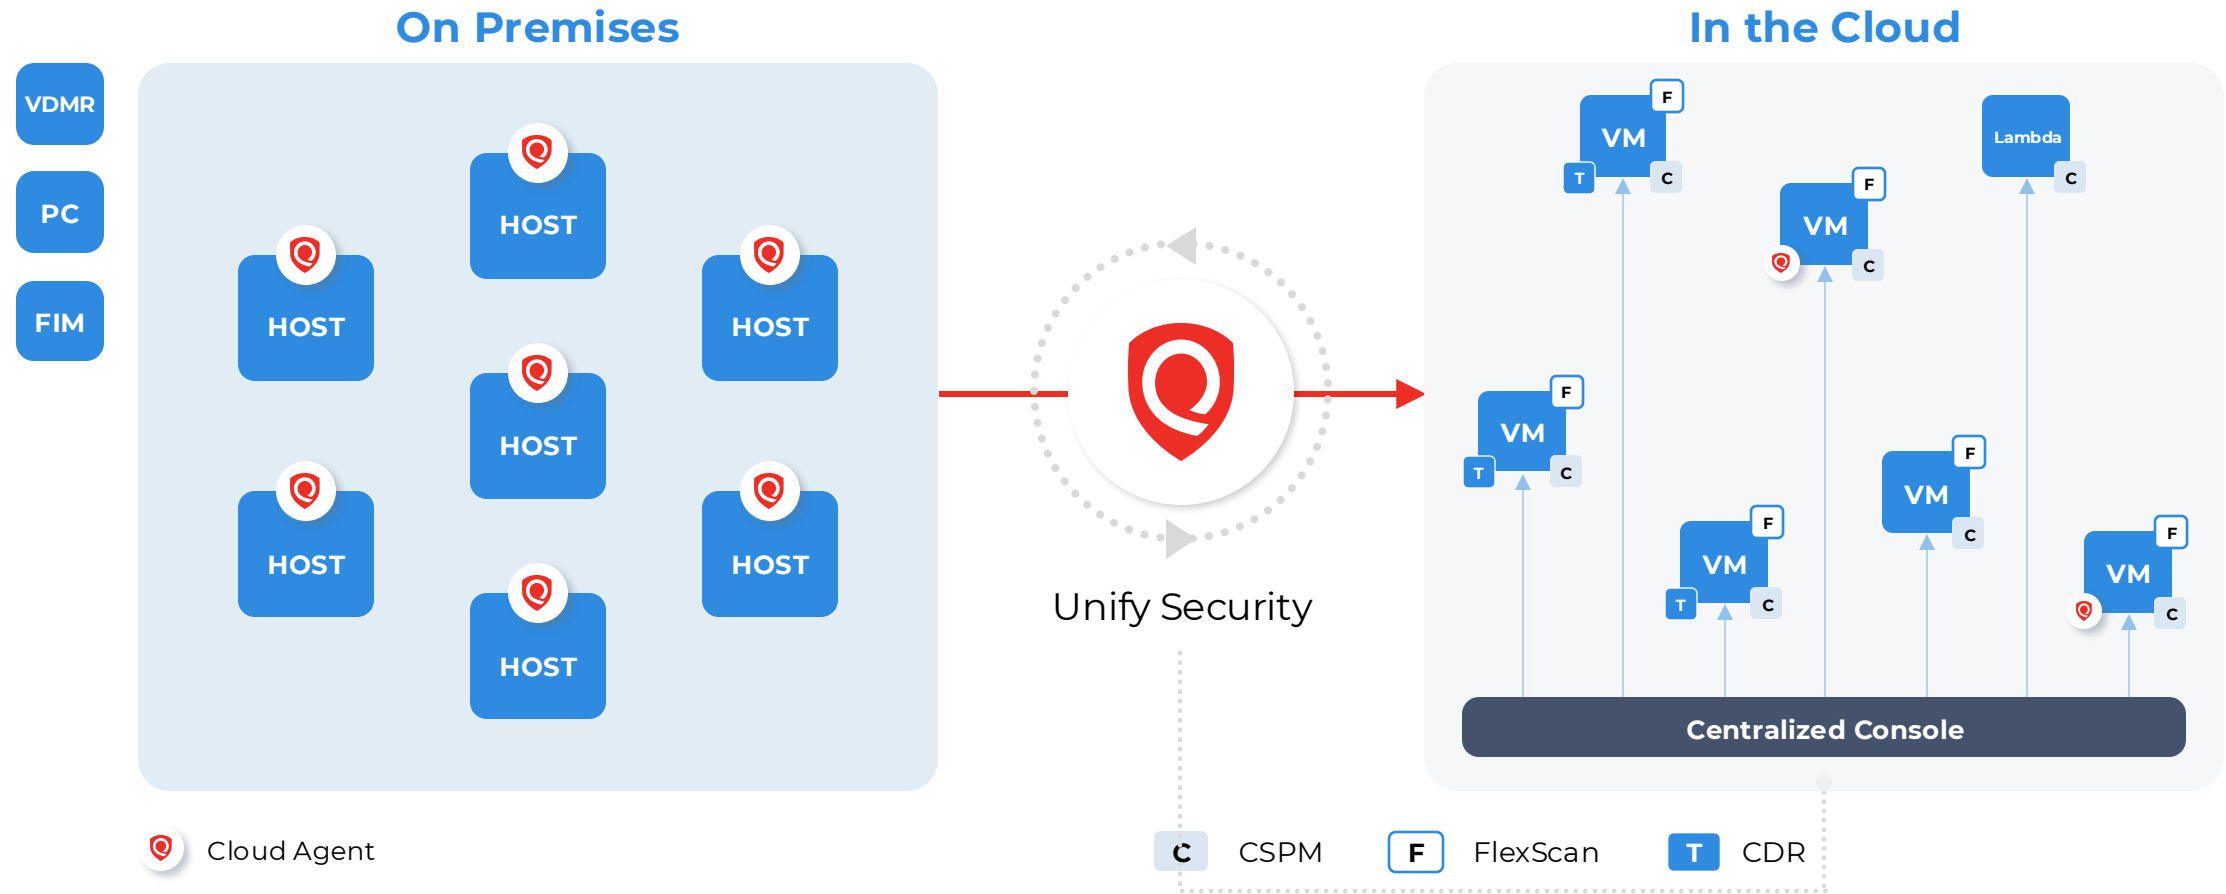 On Premises
In the Cloud
VDMR
PC
FIM
HOST
HOST
HOST
HOST
HOST
HOST
HOST
Unify Security
VM
F
T
C
Lambda
C
VM
F
C
VM
F
T
C
VM
F
C
VM
F
T
C
VM
F
C
Centralized Console
Cloud Agent
C CSPM
F FlexScan
T CDR